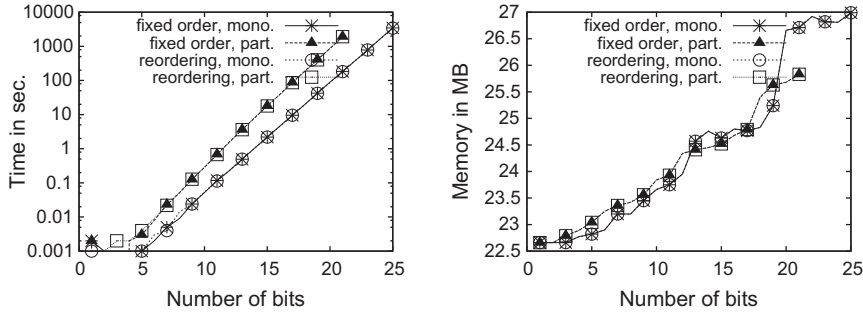 10000
1000
100
10
1
0.1
0.01
0.001
Time in sec.
fixed order, mono.
fixed order, part.
reordering, mono.
reordering, part.
0 5 10 15 20 25
Number of bits
27
26.5
26
25.5
25
24.5
24
23.5
23
22.5
Memory in MB
fixed order, mono.
fixed order, part.
reordering, mono.
reordering, part.
0 5 10 15 20 25
Number of bits